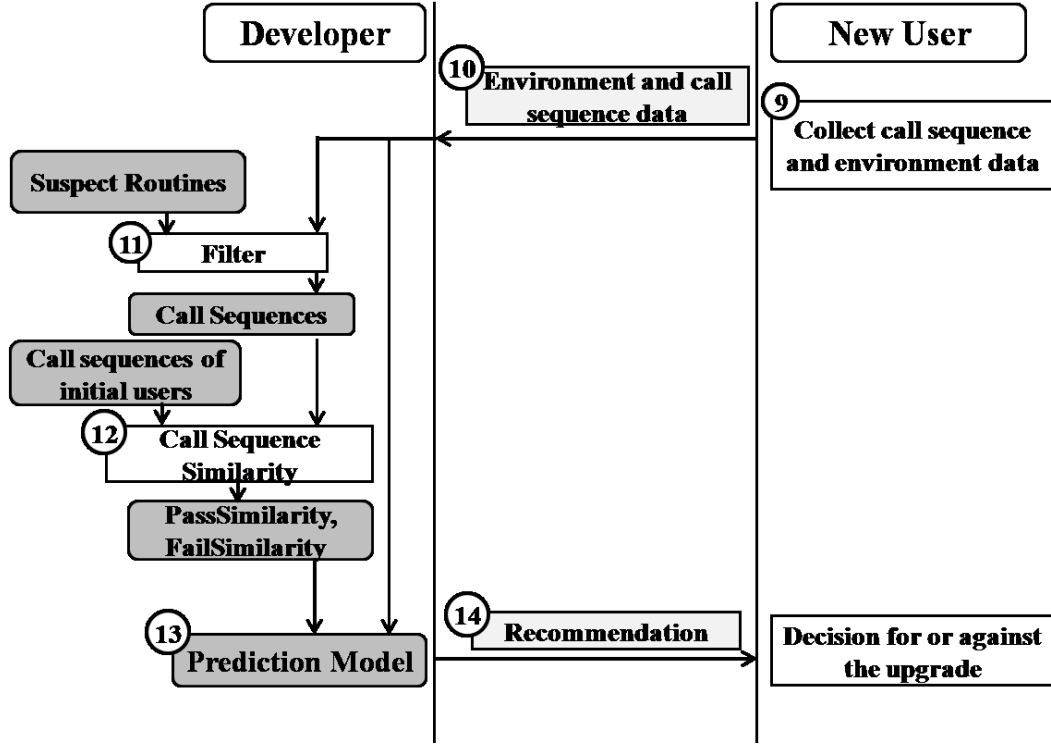 Developer
New User
10
Environment and call
sequence data
9
Collect call sequence
and environment data
Suspect Routines
11
Filter
Call Sequences
Call sequences of
initial users
12
Call Sequence
Similarity
PassSimilarity,
FailSimilarity
13
Prediction Model
14
Recommendation
Decision for or against
the upgrade